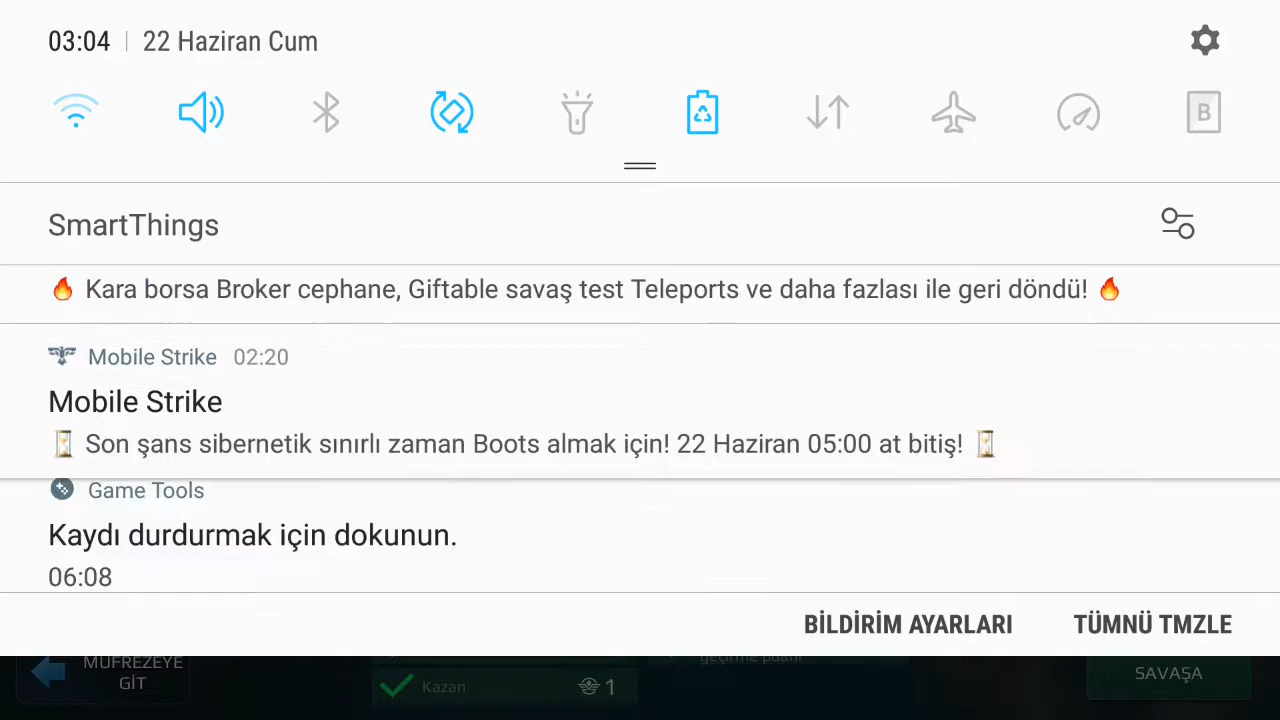 03:04 | 22 Haziran Cum
B
SmartThings
🔥 Kara borsa Broker cephane, Giftable savaş test Teleports ve daha fazlası ile geri döndü! 🔥
Mobile Strike 02:20
Mobile Strike
⏳ Son şans sibernetik sınırlı zaman Boots almak için! 22 Haziran 05:00 at bitiş! ⏳
Game Tools
Kaydı durdurmak için dokunun.
06:08
BİLDİRİM AYARLARI TÜMNÜ TMZLE
MÜFREZEYE
GİT
geçirme puanı
Kazan 1
SAVAŞA